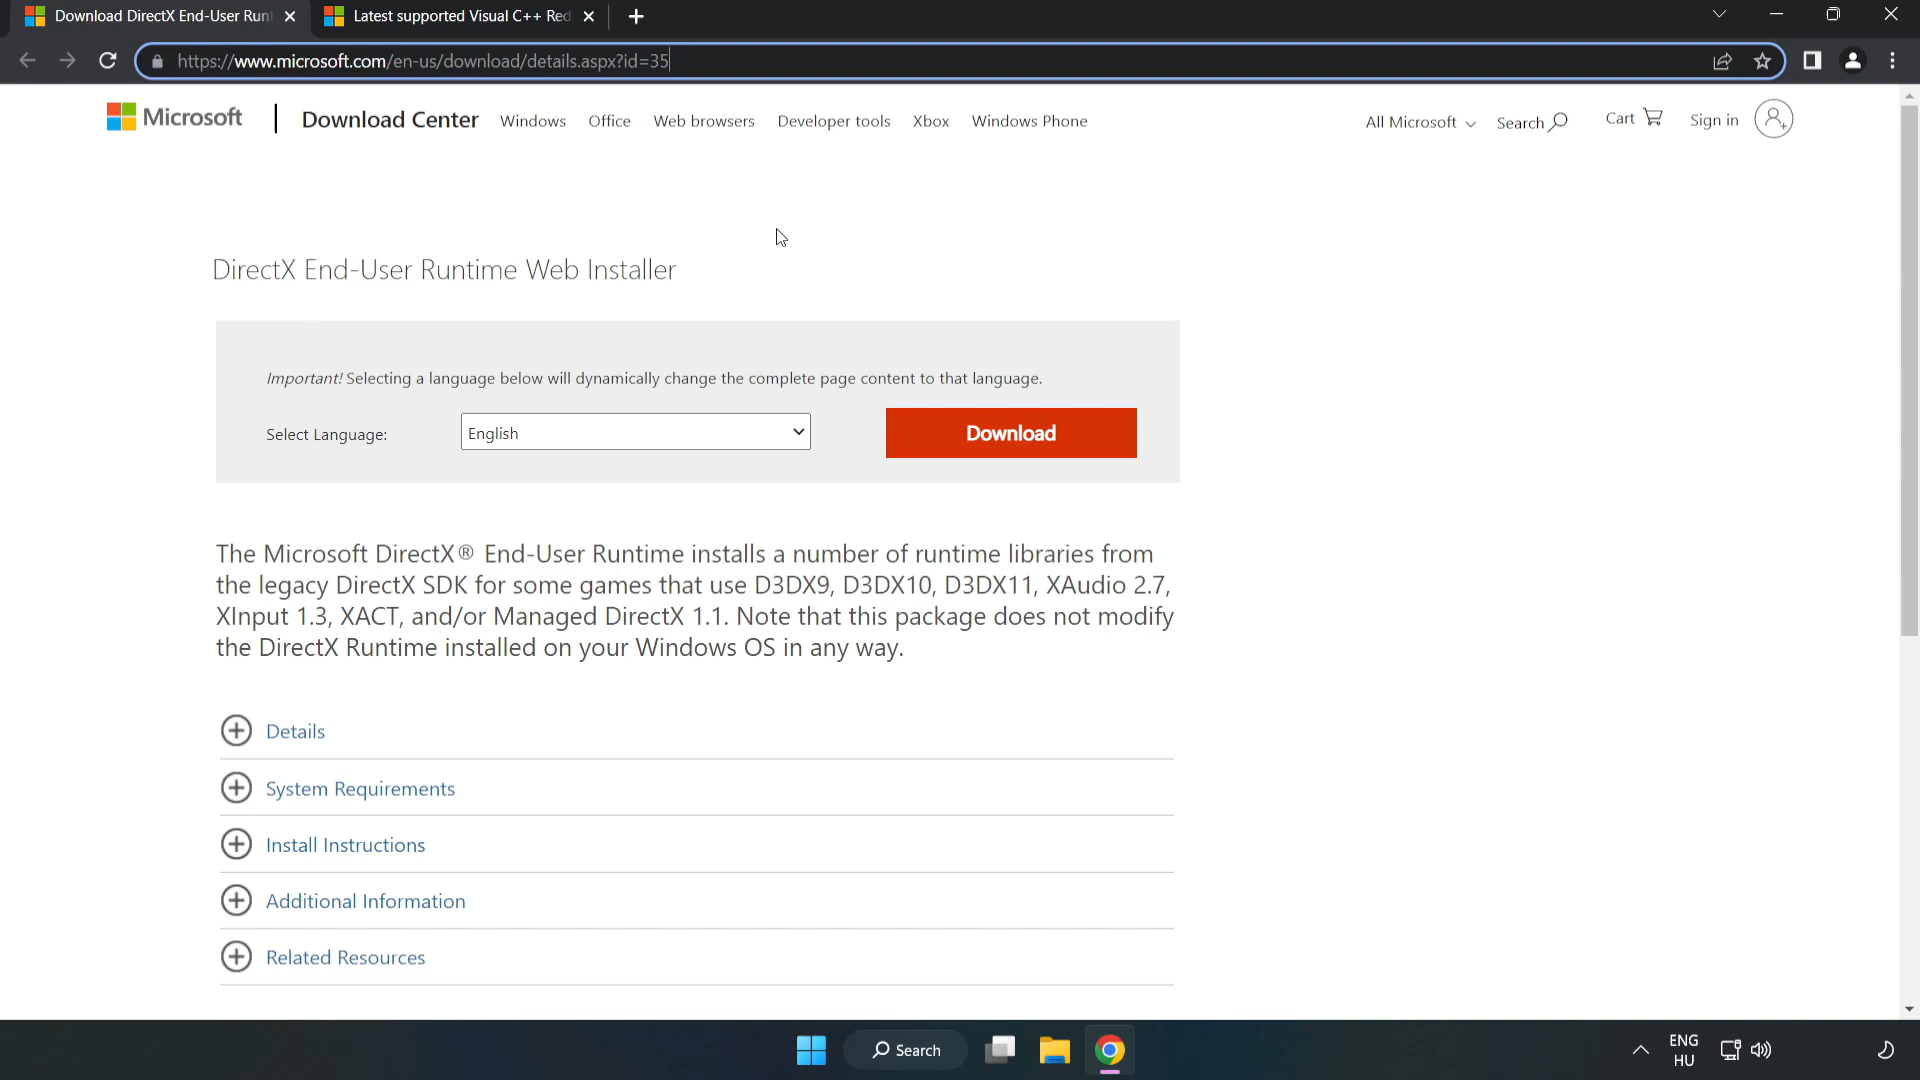 Download DirectX End-User Runt
Latest supported Visual C++ Red
https://www.microsoft.com/en-us/download/details.aspx?id=35
Microsoft
Download Center
Windows
Office
Web browsers
Developer tools
Xbox
Windows Phone
All Microsoft
Search
Cart
Sign in
DirectX End-User Runtime Web Installer
Important! Selecting a language below will dynamically change the complete page content to that language.
Select Language:
English
Download
The Microsoft DirectX® End-User Runtime installs a number of runtime libraries from
the legacy DirectX SDK for some games that use D3DX9, D3DX10, D3DX11, XAudio 2.7,
XInput 1.3, XACT, and/or Managed DirectX 1.1. Note that this package does not modify
the DirectX Runtime installed on your Windows OS in any way.
Details
System Requirements
Install Instructions
Additional Information
Related Resources
Search
ENG
HU